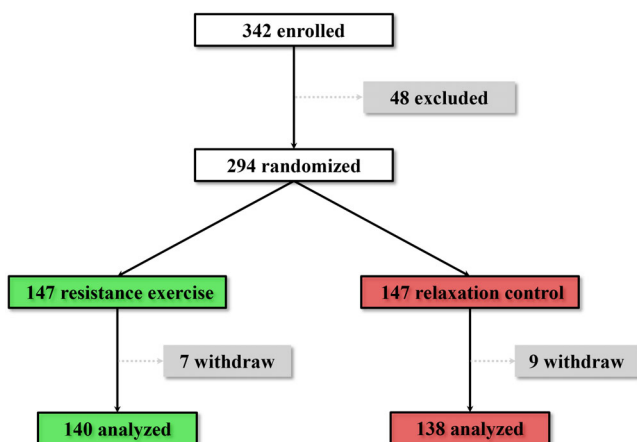 342 enrolled
48 excluded
294 randomized
147 resistance exercise
147 relaxation control
7 withdraw
9 withdraw
140 analyzed
138 analyzed